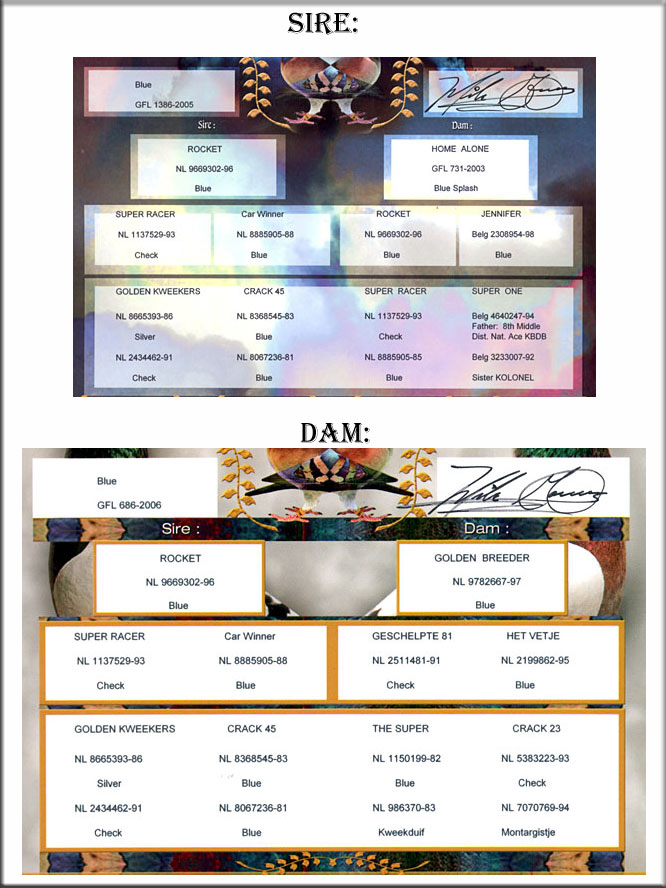 SIRE:
Blue
GFL 1386-2005
Sire : Dam :
ROCKET HOME ALONE
NL 9669302-96 GFL 731-2003
Blue Blue Splash
SUPER RACER Car Winner ROCKET JENNIFER
NL 1137529-93 NL 8885905-88 NL 9669302-96 Belg 2308954-98
Check Blue Blue Blue
GOLDEN KWEEKERS CRACK 45 SUPER RACER SUPER ONE
NL 8665393-86 NL 8368545-83 NL 1137529-93 Belg 4640247-94
Father: 8th Middle
Silver Blue Check Dist. Nat. Ace KBDB
NL 2434462-91 NL 8067236-81 NL 8885905-85 Belg 3233007-92
Check Blue Blue Sister KOLONEL
DAM:
Blue
GFL 686-2006
Sire : Dam :
ROCKET GOLDEN BREEDER
NL 9669302-96 NL 9782667-97
Blue Blue
SUPER RACER Car Winner GESCHELPTE 81 HET VETJE
NL 1137529-93 NL 8885905-88 NL 2511481-91 NL 2199862-95
Check Blue Check Blue
GOLDEN KWEEKERS CRACK 45 THE SUPER CRACK 23
NL 8665393-86 NL 8368545-83 NL 1150199-82 NL 5383223-93
Silver Blue Blue Check
NL 2434462-91 NL 8067236-81 NL 986370-83 NL 7070769-94
Check Blue Kweekduif Montargistje